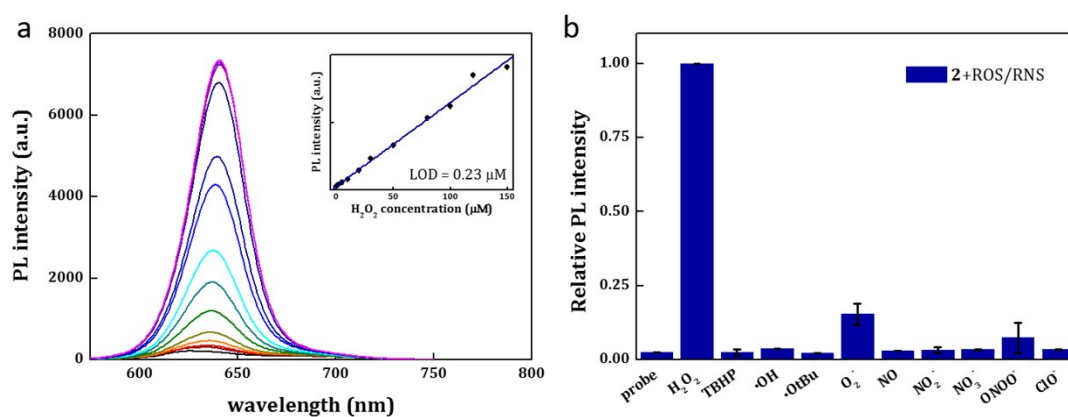 a
8000
6000
4000
2000
0
PL intensity (a.u.)
600 650 700 750 800
wavelength (nm)
PL intensity (a.u.)
LOD = 0.23 μM
0 50 100 150
H₂O₂ concentration (μM)
b
1.00
0.75
0.50
0.25
0.00
Relative PL intensity
2+ROS/RNS
probe
H₂O₂
TBHP
·OH
·OtBu
O₂⁻
NO
NO₂⁻
NO₃⁻
ONOO⁻
ClO⁻